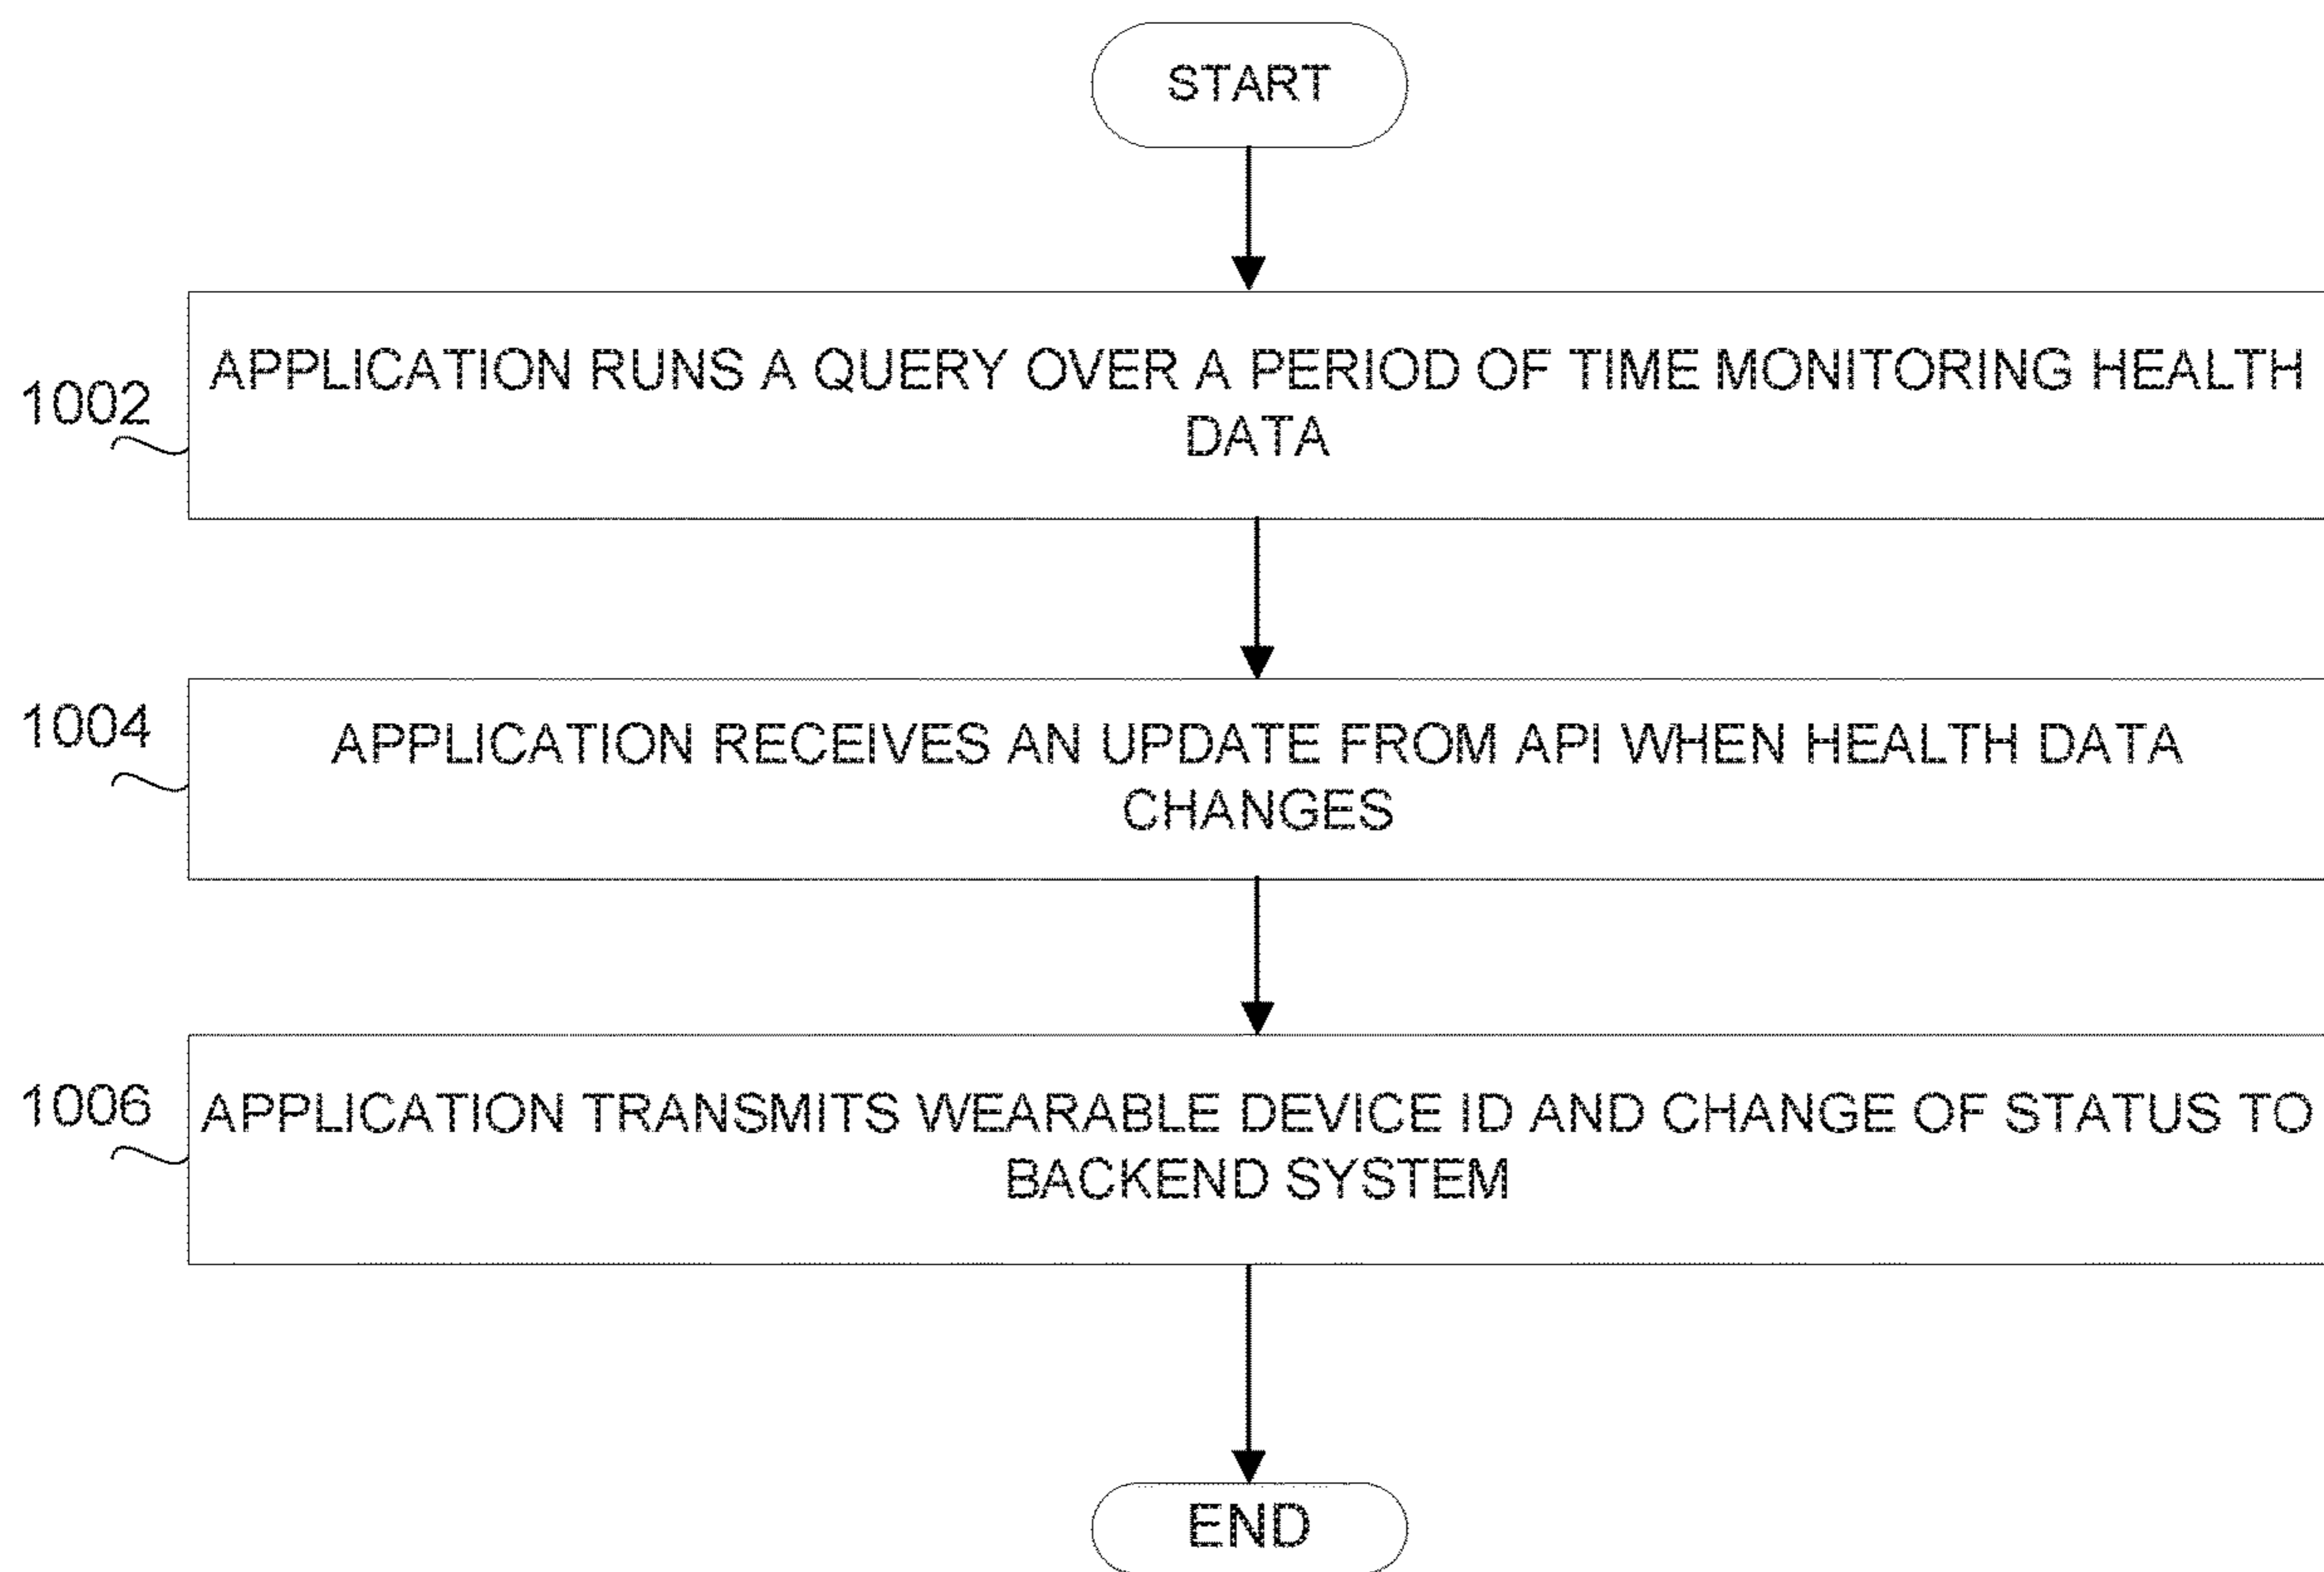 START
1002
APPLICATION RUNS A QUERY OVER A PERIOD OF TIME MONITORING HEALTH
DATA
1004
APPLICATION RECEIVES AN UPDATE FROM API WHEN HEALTH DATA
CHANGES
1006
APPLICATION TRANSMITS WEARABLE DEVICE ID AND CHANGE OF STATUS TO
BACKEND SYSTEM
END